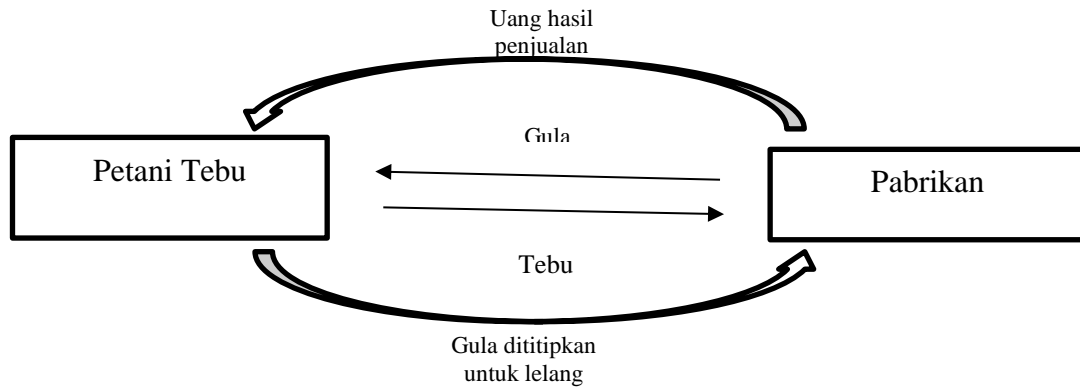 Uang hasil
penjualan
Gula
Petani Tebu
Pabrikan
Tebu
Gula dititipkan
untuk lelang